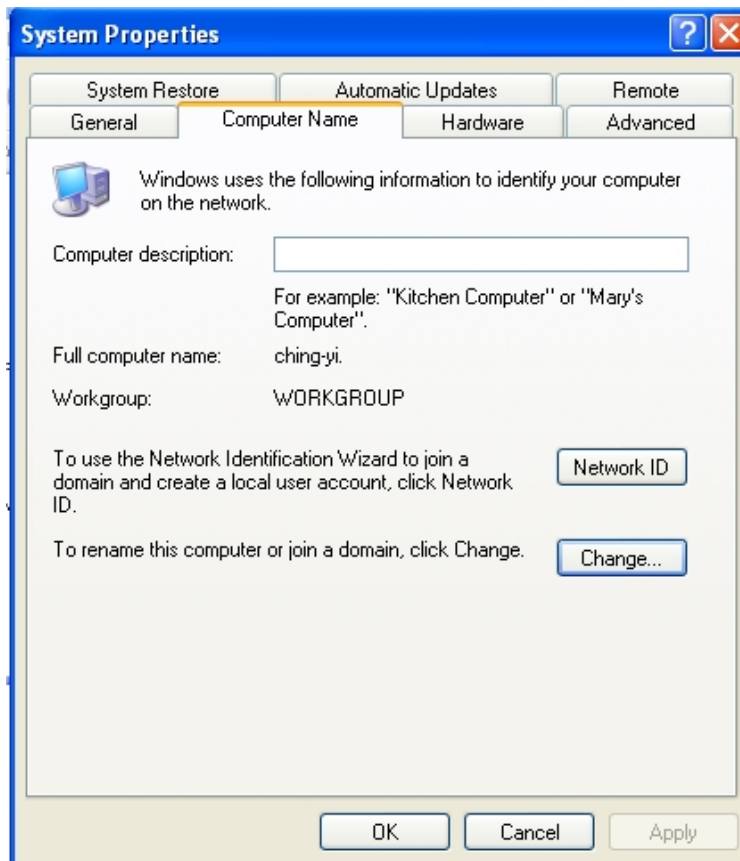 System Properties
System Restore
Automatic Updates
Remote
General
Computer Name
Hardware
Advanced
Windows uses the following information to identify your computer
on the network.
Computer description:
For example: "Kitchen Computer" or "Mary's
Computer".
Full computer name:
ching-yi.
Workgroup:
WORKGROUP
To use the Network Identification Wizard to join a
domain and create a local user account, click Network
ID.
Network ID
To rename this computer or join a domain, click Change.
Change...
OK
Cancel
Apply